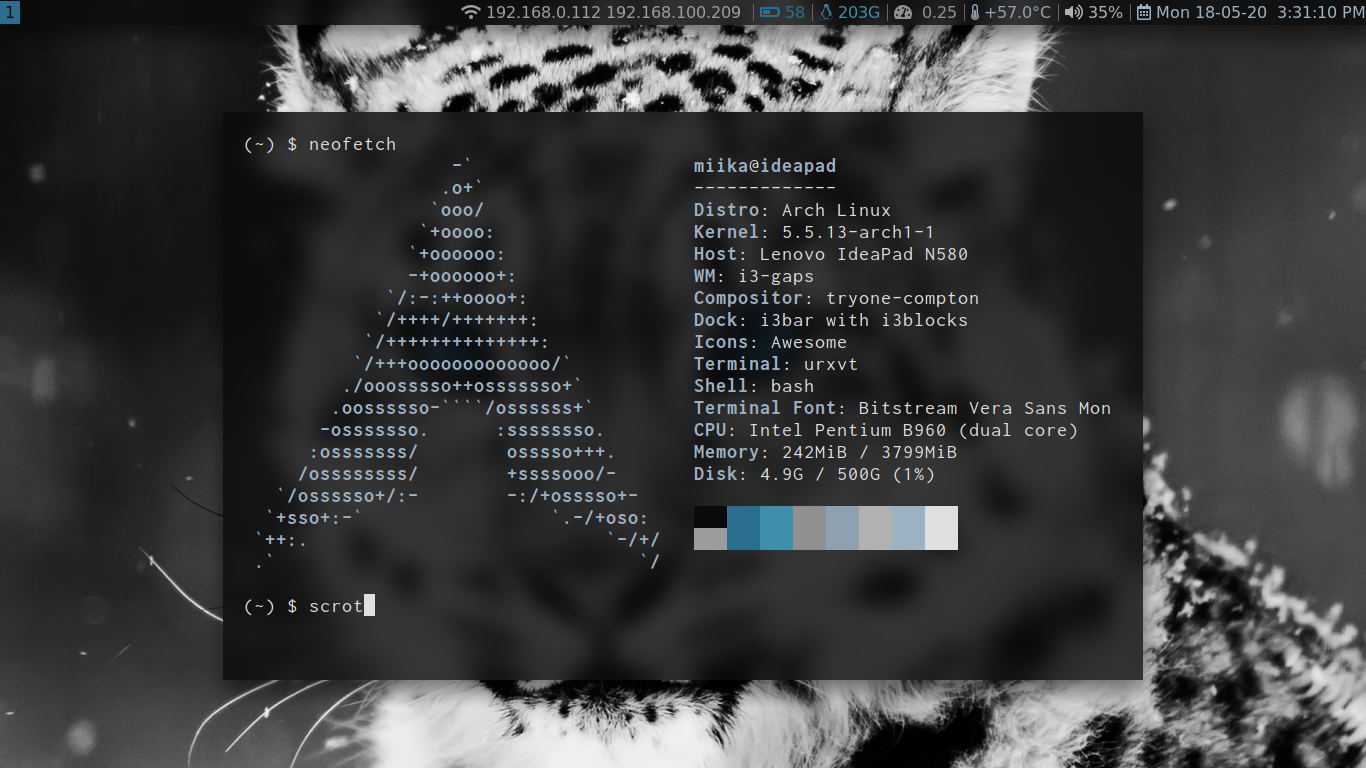 1 192.168.0.112 192.168.100.209 | 58 | 203G | 0.25 | +57.0°C | 35% | Mon 18-05-20 3:31:10 PM
(~) $ neofetch
-`
.o+`
`ooo/
`+oooo:
`+oooooo:
-+oooooo+:
`/:-:++oooo+:
`/++++/+++++++:
`/++++++++++++++:
`/+++ooooooooooooo/`
./ooosssso++osssssso+`
.oossssso-````/ossssss+`
-osssssso.      :ssssssso.
:osssssss/        osssso+++.
/ossssssss/        +ssssooo/-
`/ossssso+/:-        -:/+osssso+-
`+sso+:-`                 `.-/+oso:
`++:.                           `-/+/
.`                                 `/
miika@ideapad
-------------
Distro: Arch Linux
Kernel: 5.5.13-arch1-1
Host: Lenovo IdeaPad N580
WM: i3-gaps
Compositor: tryone-compton
Dock: i3bar with i3blocks
Icons: Awesome
Terminal: urxvt
Shell: bash
Terminal Font: Bitstream Vera Sans Mon
CPU: Intel Pentium B960 (dual core)
Memory: 242MiB / 3799MiB
Disk: 4.9G / 500G (1%)
(~) $ scrot